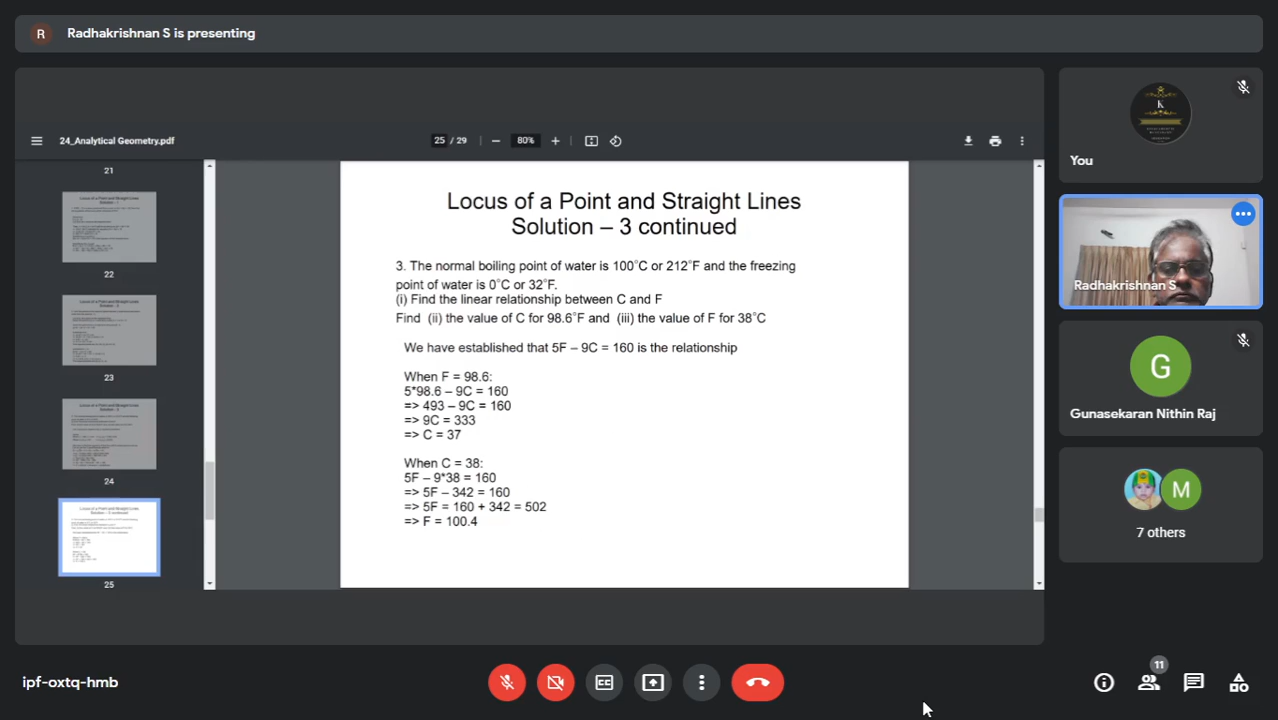 R Radhakrishnan S is presenting
24_Analytical Geometry.pdf
25 / 29
80%
21
22
23
24
25
Locus of a Point and Straight Lines
Solution – 3 continued
3. The normal boiling point of water is 100°C or 212°F and the freezing
point of water is 0°C or 32°F.
(i) Find the linear relationship between C and F
Find (ii) the value of C for 98.6°F and (iii) the value of F for 38°C
We have established that 5F – 9C = 160 is the relationship
When F = 98.6:
5*98.6 – 9C = 160
=> 493 – 9C = 160
=> 9C = 333
=> C = 37
When C = 38:
5F – 9*38 = 160
=> 5F – 342 = 160
=> 5F = 160 + 342 = 502
=> F = 100.4
K
You
Radhakrishnan S
G
Gunasekaran Nithin Raj
M
7 others
ipf-oxtq-hmb
CC
11